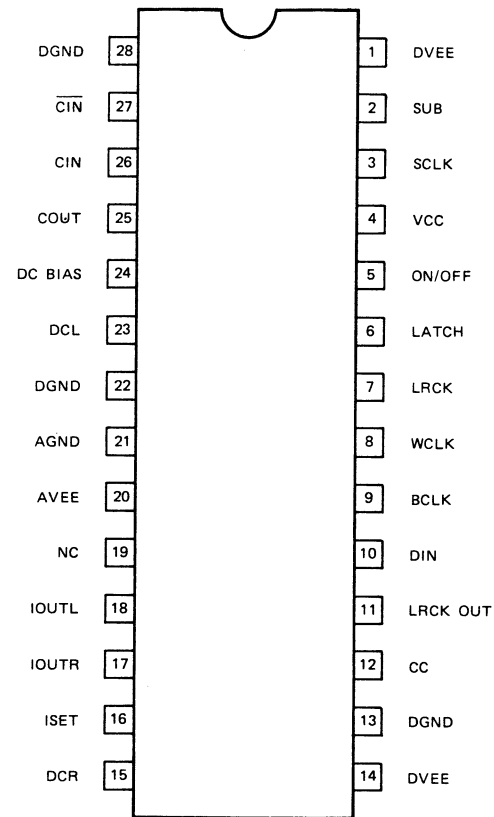 DGND 28 1 DVEE
CIN 27 2 SUB
CIN 26 3 SCLK
COUT 25 4 VCC
DC BIAS 24 5 ON/OFF
DCL 23 6 LATCH
DGND 22 7 LRCK
AGND 21 8 WCLK
AVEE 20 9 BCLK
NC 19 10 DIN
IOUTL 18 11 LRCK OUT
IOUTR 17 12 CC
ISET 16 13 DGND
DCR 15 14 DVEE